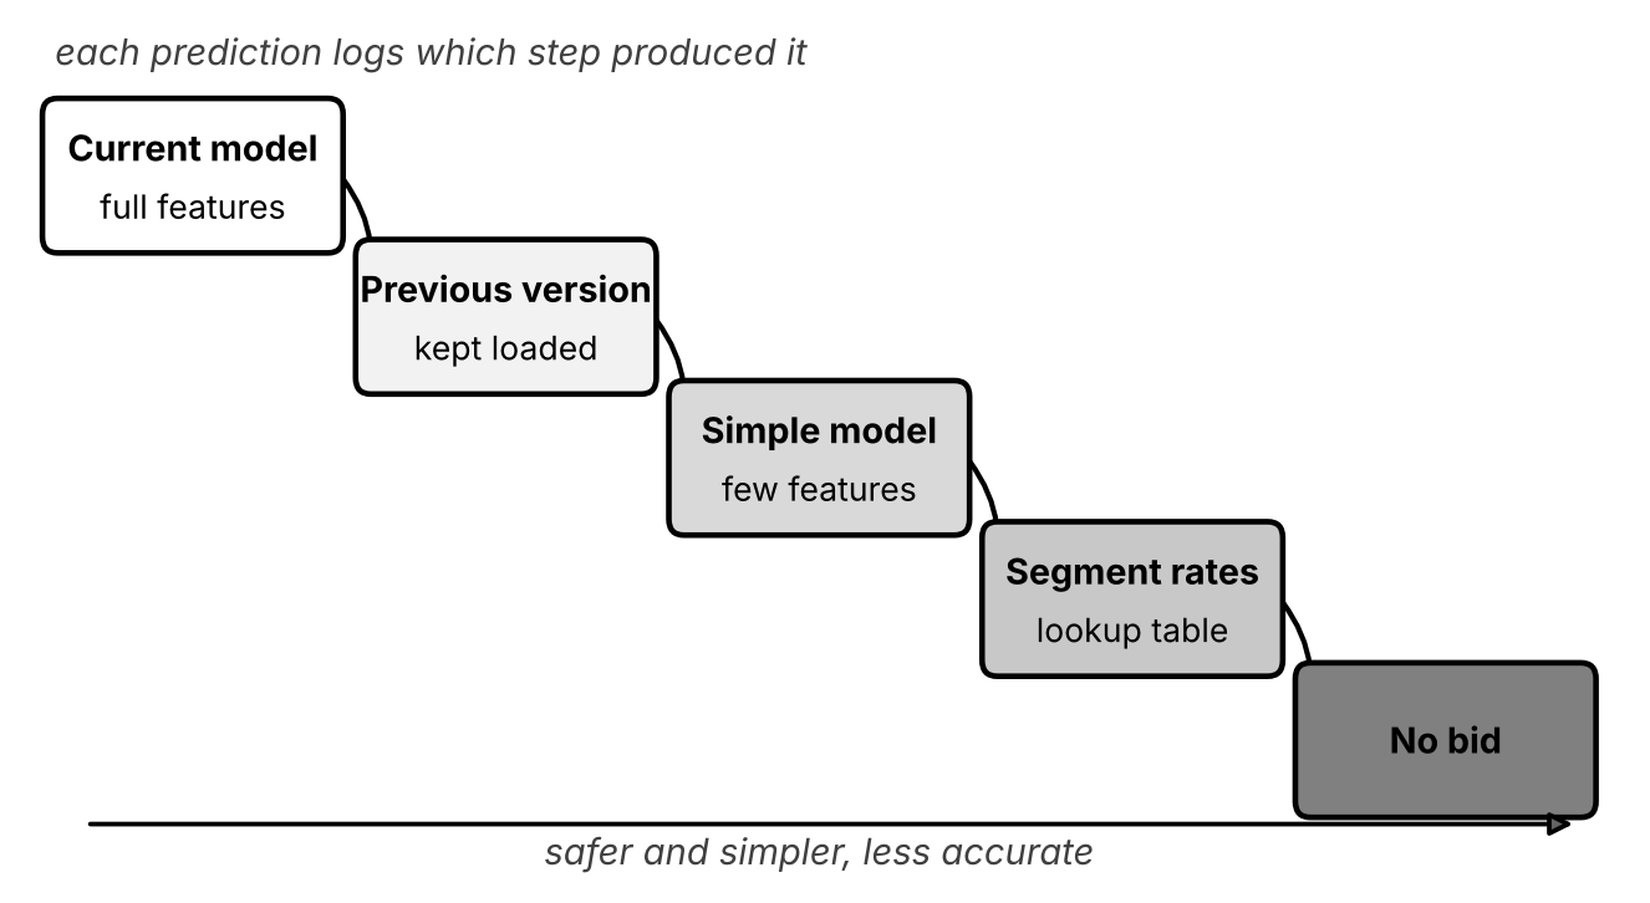 each prediction logs which step produced it
Current model
full features
Previous version
kept loaded
Simple model
few features
Segment rates
lookup table
No bid
safer and simpler, less accurate